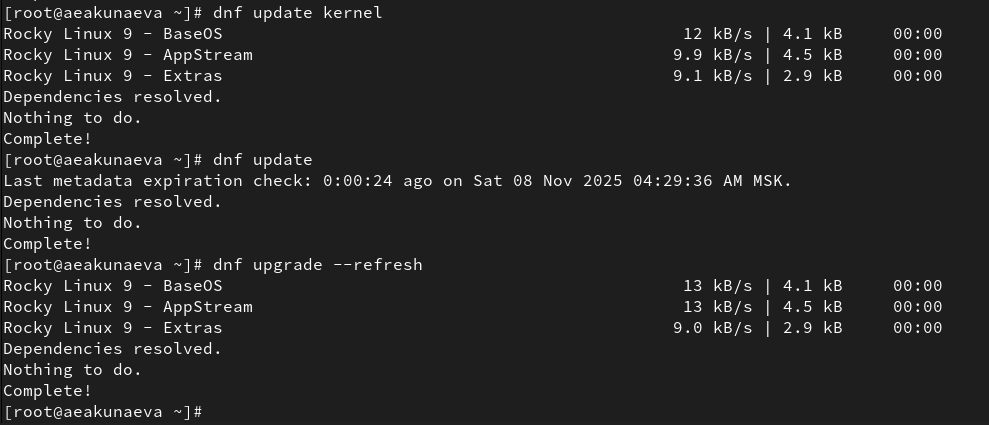 [root@aeakunaeva ~]# dnf update kernel
Rocky Linux 9 - BaseOS 12 kB/s | 4.1 kB 00:00
Rocky Linux 9 - AppStream 9.9 kB/s | 4.5 kB 00:00
Rocky Linux 9 - Extras 9.1 kB/s | 2.9 kB 00:00
Dependencies resolved.
Nothing to do.
Complete!
[root@aeakunaeva ~]# dnf update
Last metadata expiration check: 0:00:24 ago on Sat 08 Nov 2025 04:29:36 AM MSK.
Dependencies resolved.
Nothing to do.
Complete!
[root@aeakunaeva ~]# dnf upgrade --refresh
Rocky Linux 9 - BaseOS 13 kB/s | 4.1 kB 00:00
Rocky Linux 9 - AppStream 13 kB/s | 4.5 kB 00:00
Rocky Linux 9 - Extras 9.0 kB/s | 2.9 kB 00:00
Dependencies resolved.
Nothing to do.
Complete!
[root@aeakunaeva ~]#